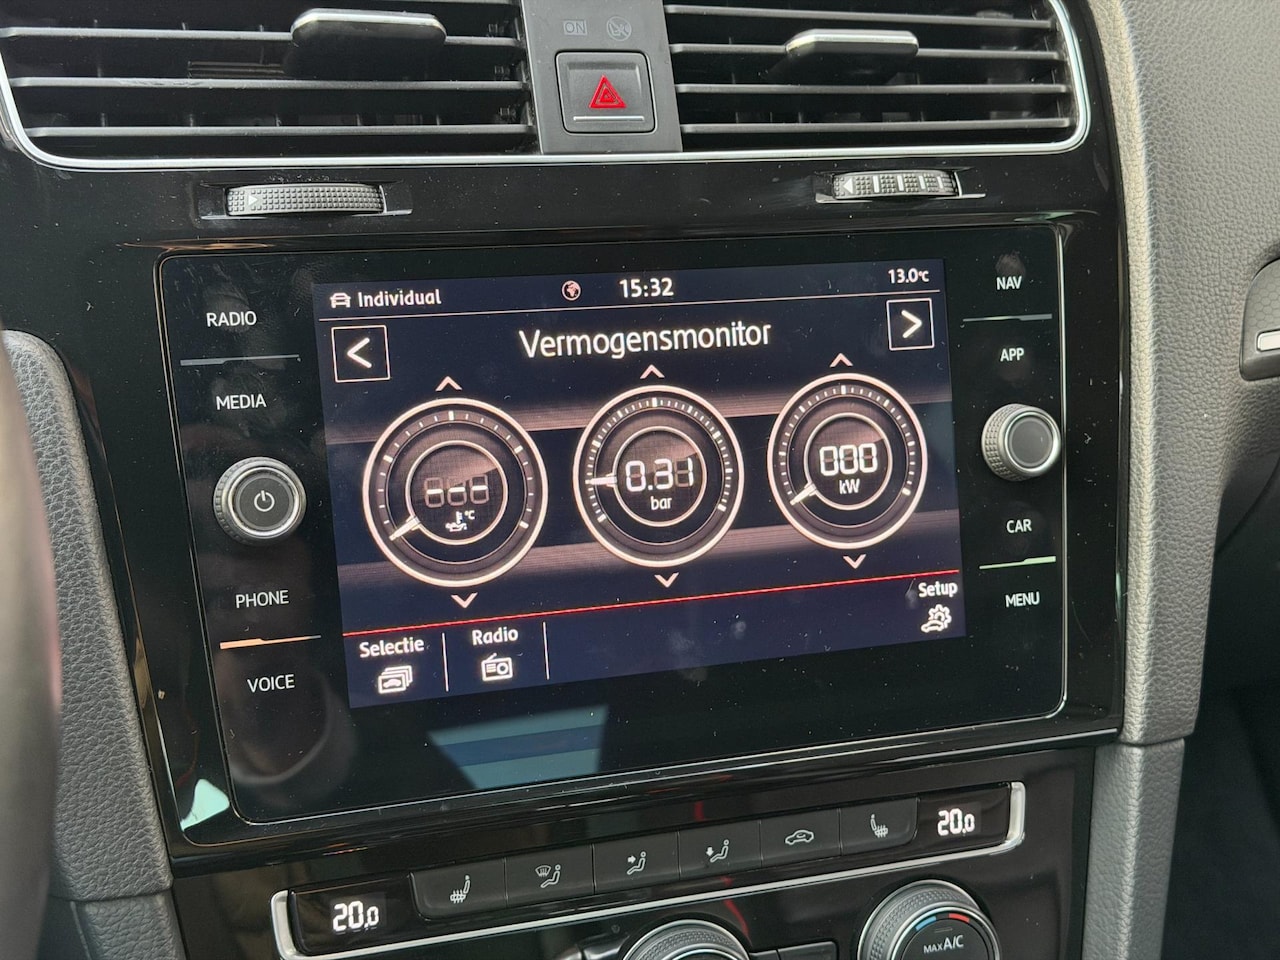 ON
Individual
15:32
13.0°C
Vermogensmonitor
<
>
---
°C
0.31
bar
000
kW
Selectie
Radio
Setup
RADIO
MEDIA
PHONE
VOICE
NAV
APP
CAR
MENU
20.0
20.0
MAX A/C